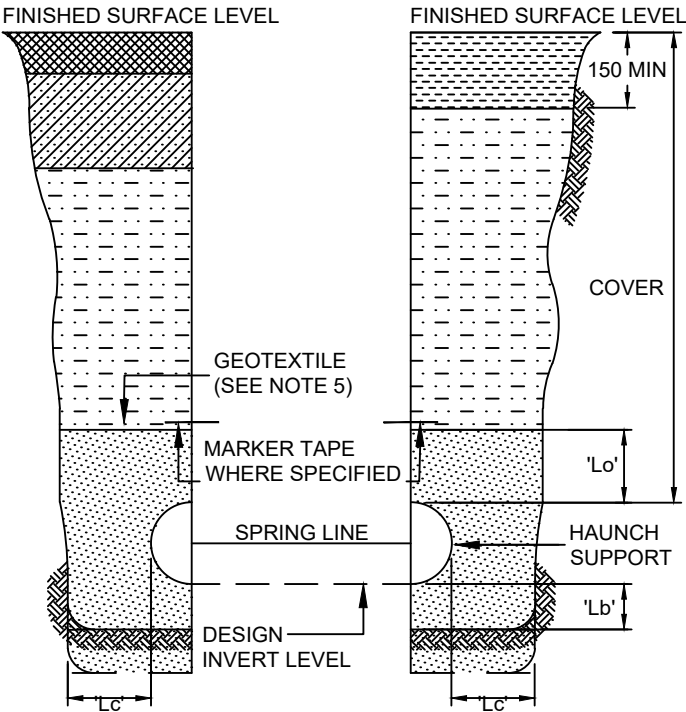 FINISHED SURFACE LEVEL
FINISHED SURFACE LEVEL
150 MIN
COVER
GEOTEXTILE
(SEE NOTE 5)
MARKER TAPE
WHERE SPECIFIED
'Lo'
SPRING LINE
HAUNCH
SUPPORT
'Lb'
DESIGN
INVERT LEVEL
'Lc'
'Lc'